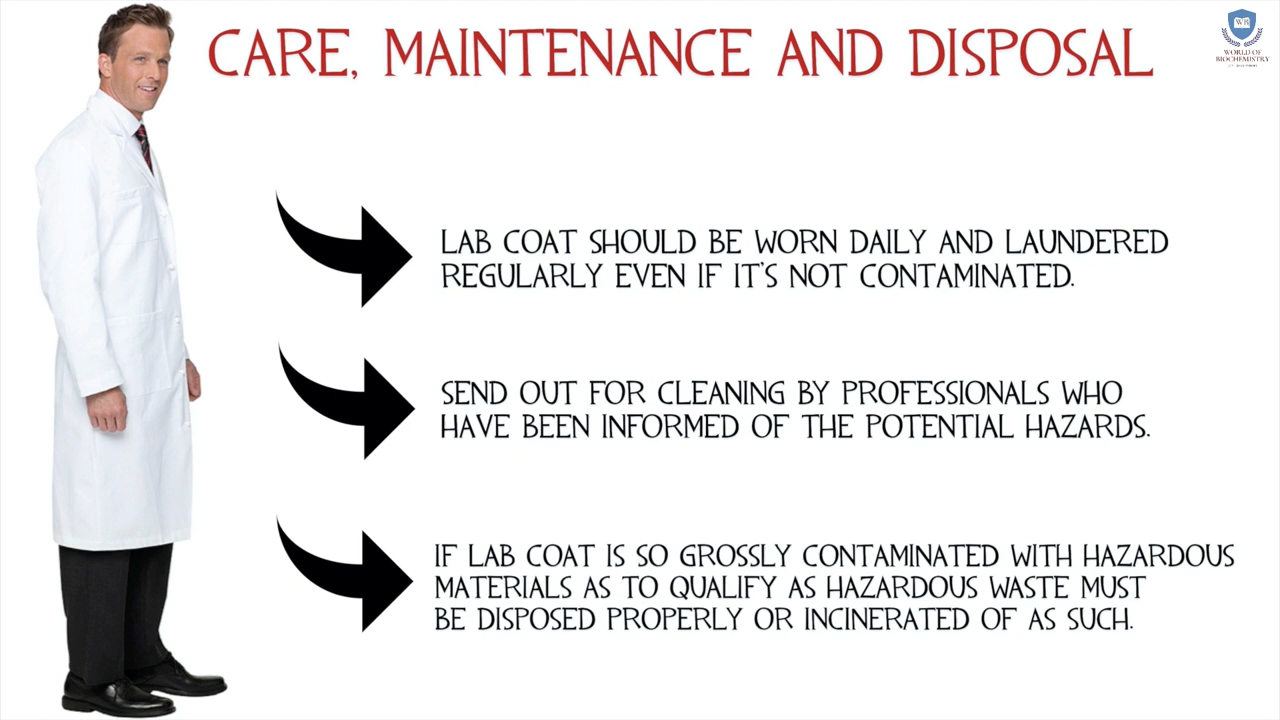 CARE, MAINTENANCE AND DISPOSAL
WB
WORLD OF
BIOCHEMISTRY
LAB COAT SHOULD BE WORN DAILY AND LAUNDERED
REGULARLY EVEN IF IT'S NOT CONTAMINATED.
SEND OUT FOR CLEANING BY PROFESSIONALS WHO
HAVE BEEN INFORMED OF THE POTENTIAL HAZARDS.
IF LAB COAT IS SO GROSSLY CONTAMINATED WITH HAZARDOUS
MATERIALS AS TO QUALIFY AS HAZARDOUS WASTE MUST
BE DISPOSED PROPERLY OR INCINERATED OF AS SUCH.